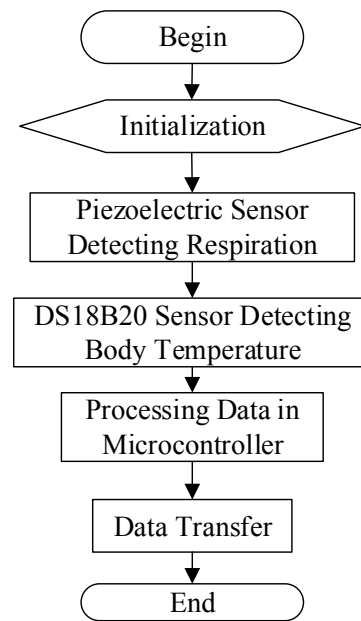 Begin
Initialization
Piezoelectric Sensor
Detecting Respiration
DS18B20 Sensor Detecting
Body Temperature
Processing Data in
Microcontroller
Data Transfer
End